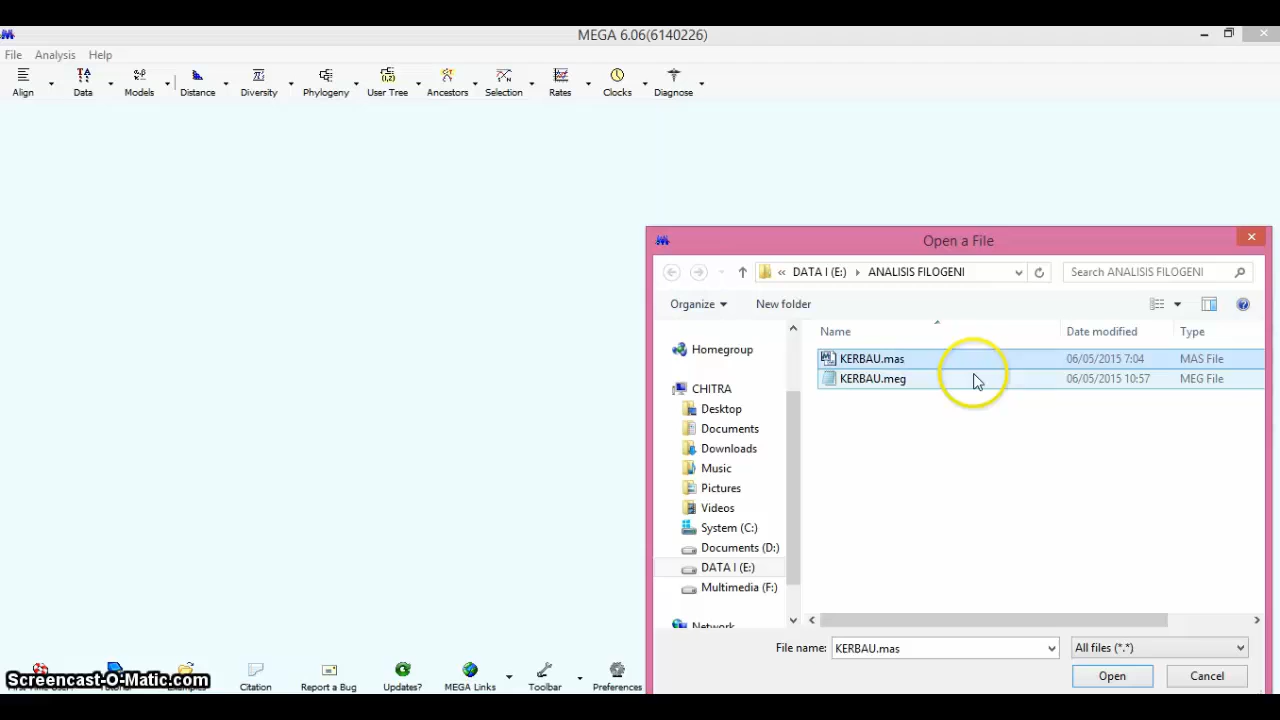 MEGA 6.06(6140226)
File Analysis Help
Align Data Models Distance Diversity Phylogeny User Tree Ancestors Selection Rates Clocks Diagnose
Open a File
« DATA I (E:) ANALISIS FILOGENI Search ANALISIS FILOGENI
Organize New folder
Name Date modified Type
Homegroup
KERBAU.mas 06/05/2015 7:04 MAS File
KERBAU.meg 06/05/2015 10:57 MEG File
CHITRA
Desktop
Documents
Downloads
Music
Pictures
Videos
System (C:)
Documents (D:)
DATA I (E:)
Multimedia (F:)
Network
File name: KERBAU.mas All files (*.*)
Open Cancel
Citation Report a Bug Updates? MEGA Links Toolbar Preferences
Screencast-O-Matic.com